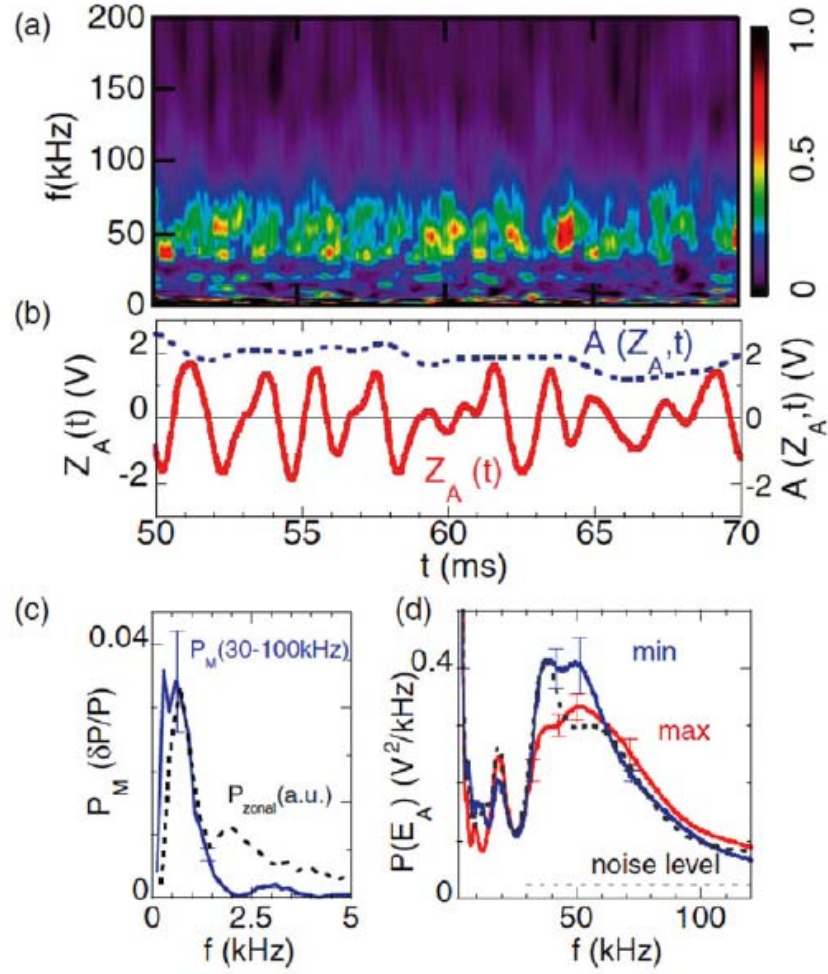 (a)
200
150
100
50
0
f(kHz)
1.0
0.5
0
(b)
2
0
-2
Z_A(t) (V)
A (Z_A,t)
Z_A (t)
2
0
-2
A (Z_A,t) (V)
50 55 60 65 70
t (ms)
(c)
0.04
0
P_M (δP/P)
P_M(30-100kHz)
P_zonal(a.u.)
0 2.5 5
f (kHz)
(d)
0.4
0
P(E_A) (V²/kHz)
min
max
noise level
50 100
f (kHz)